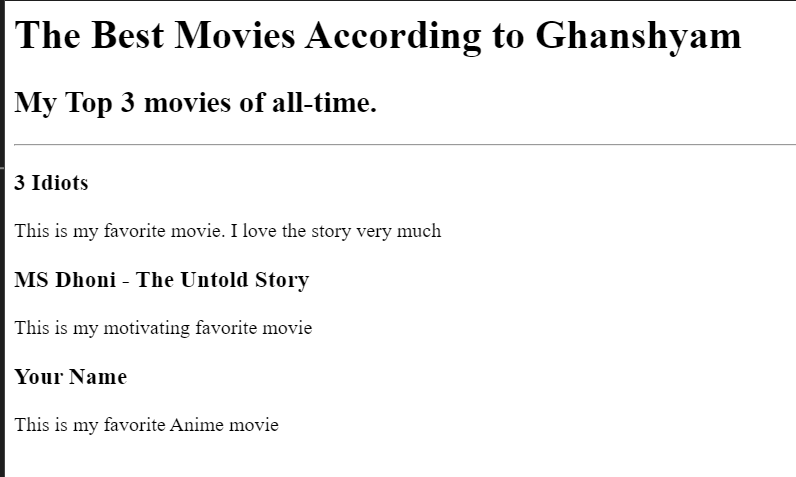 The Best Movies According to Ghanshyam
My Top 3 movies of all-time.
3 Idiots
This is my favorite movie. I love the story very much
MS Dhoni - The Untold Story
This is my motivating favorite movie
Your Name
This is my favorite Anime movie